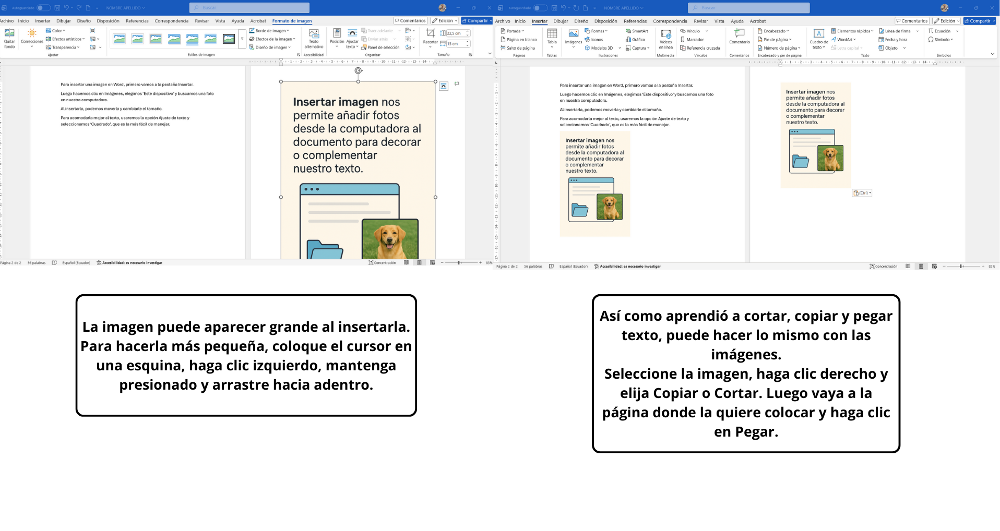 Autoguardado
NOMBRE APELLIDO
Buscar
Archivo Inicio Insertar Dibujar Diseño Disposición Referencias Correspondencia Revisar Vista Ayuda Acrobat Formato de imagen
Comentarios Edición Compartir
Quitar fondo
Correcciones
Color
Efectos artísticos
Transparencia
Ajustar
Estilos de imagen
Borde de imagen
Efectos de la imagen
Diseño de imagen
Texto alternativo
Accesibilidad
Posición
Ajustar texto
Traer adelante
Enviar atrás
Panel de selección
Organizar
Recortar
22,5 cm
15 cm
Tamaño
Para insertar una imagen en Word, primero vamos a la pestaña Insertar.
Luego hacemos clic en Imágenes, elegimos ‘Este dispositivo’ y buscamos una foto
en nuestra computadora.
Al insertarla, podemos moverla y cambiarle el tamaño.
Para acomodarla mejor al texto, usaremos la opción Ajuste de texto y
seleccionamos ‘Cuadrado’, que es la más fácil de manejar.
Insertar imagen nos
permite añadir fotos
desde la computadora al
documento para decorar
o complementar
nuestro texto.
Página 2 de 2 56 palabras Español (Ecuador) Accesibilidad: es necesario investigar
Concentración 83%
Autoguardado
NOMBRE APELLIDO
Buscar
Archivo Inicio Insertar Dibujar Diseño Disposición Referencias Correspondencia Revisar Vista Ayuda Acrobat
Comentarios Edición Compartir
Portada
Página en blanco
Salto de página
Páginas
Tabla
Tablas
Imágenes
Formas
Iconos
Modelos 3D
SmartArt
Gráfico
Captura
Ilustraciones
Vídeos en línea
Multimedia
Vínculo
Marcador
Referencia cruzada
Vínculos
Comentario
Comentarios
Encabezado
Pie de página
Número de página
Encabezado y pie de página
Cuadro de texto
Elementos rápidos
WordArt
Letra capital
Línea de firma
Fecha y hora
Objeto
Texto
Ecuación
Símbolo
Símbolos
Para insertar una imagen en Word, primero vamos a la pestaña Insertar.
Luego hacemos clic en Imágenes, elegimos ‘Este dispositivo’ y buscamos una foto
en nuestra computadora.
Al insertarla, podemos moverla y cambiarle el tamaño.
Para acomodarla mejor al texto, usaremos la opción Ajuste de texto y
seleccionamos ‘Cuadrado’, que es la más fácil de manejar.
Insertar imagen nos
permite añadir fotos
desde la computadora al
documento para decorar
o complementar
nuestro texto.
Insertar imagen nos
permite añadir fotos
desde la computadora al
documento para decorar
o complementar
nuestro texto.
(Ctrl)
Página 2 de 2 56 palabras Español (Ecuador) Accesibilidad: es necesario investigar
Concentración 82%
La imagen puede aparecer grande al insertarla.
Para hacerla más pequeña, coloque el cursor en
una esquina, haga clic izquierdo, mantenga
presionado y arrastre hacia adentro.
Así como aprendió a cortar, copiar y pegar
texto, puede hacer lo mismo con las
imágenes.
Seleccione la imagen, haga clic derecho y
elija Copiar o Cortar. Luego vaya a la
página donde la quiere colocar y haga clic
en Pegar.